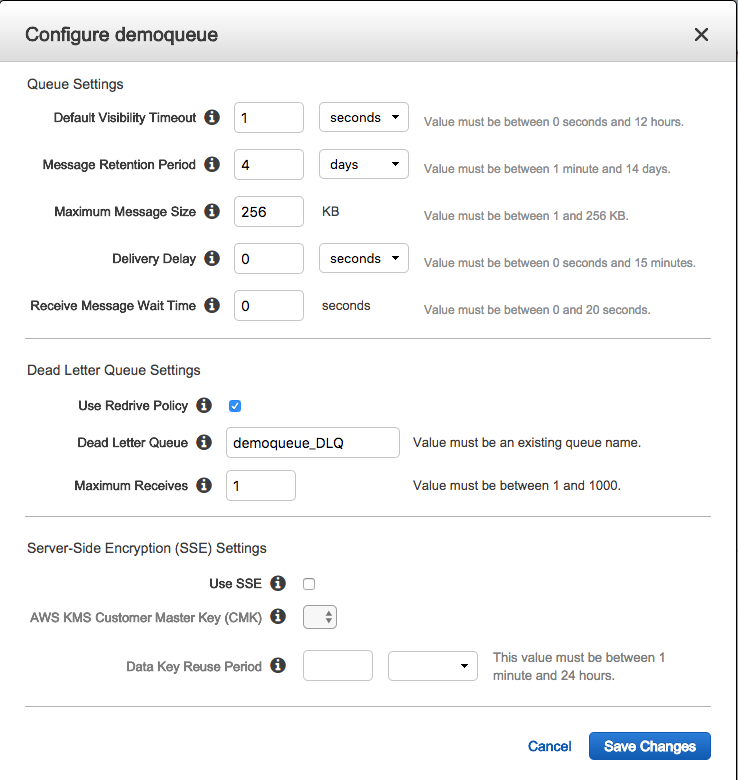 Configure demoqueue
Queue Settings
Default Visibility Timeout 1 seconds Value must be between 0 seconds and 12 hours.
Message Retention Period 4 days Value must be between 1 minute and 14 days.
Maximum Message Size 256 KB Value must be between 1 and 256 KB.
Delivery Delay 0 seconds Value must be between 0 seconds and 15 minutes.
Receive Message Wait Time 0 seconds Value must be between 0 and 20 seconds.
Dead Letter Queue Settings
Use Redrive Policy
Dead Letter Queue demoqueue_DLQ Value must be an existing queue name.
Maximum Receives 1 Value must be between 1 and 1000.
Server-Side Encryption (SSE) Settings
Use SSE
AWS KMS Customer Master Key (CMK)
Data Key Reuse Period This value must be between 1
minute and 24 hours.
Cancel Save Changes